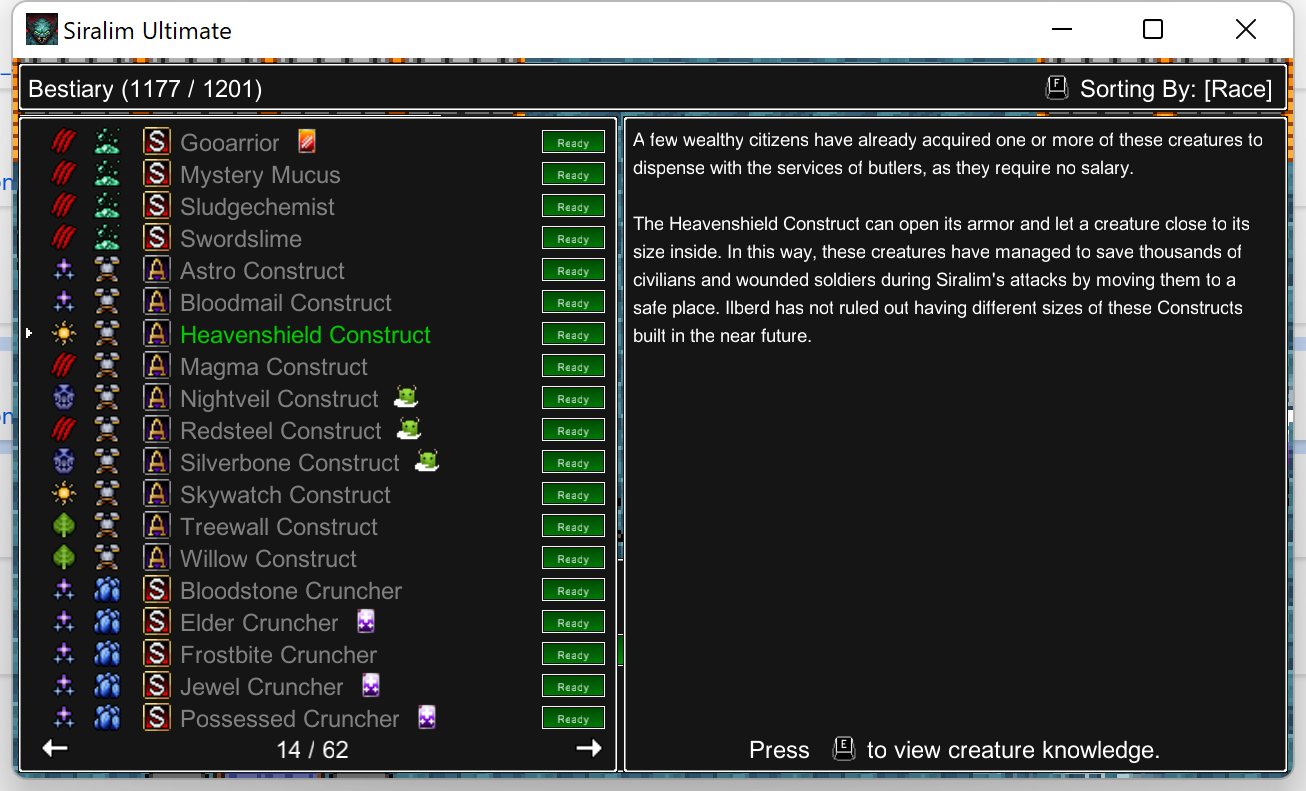 Siralim Ultimate
Bestiary (1177 / 1201)
F Sorting By: [Race]
S Gooarrior Ready
S Mystery Mucus Ready
S Sludgechemist Ready
S Swordslime Ready
A Astro Construct Ready
A Bloodmail Construct Ready
A Heavenshield Construct Ready
A Magma Construct Ready
A Nightveil Construct Ready
A Redsteel Construct Ready
A Silverbone Construct Ready
A Skywatch Construct Ready
A Treewall Construct Ready
A Willow Construct Ready
S Bloodstone Cruncher Ready
S Elder Cruncher Ready
S Frostbite Cruncher Ready
S Jewel Cruncher Ready
S Possessed Cruncher Ready
14 / 62
A few wealthy citizens have already acquired one or more of these creatures to
dispense with the services of butlers, as they require no salary.
The Heavenshield Construct can open its armor and let a creature close to its
size inside. In this way, these creatures have managed to save thousands of
civilians and wounded soldiers during Siralim's attacks by moving them to a
safe place. Ilberd has not ruled out having different sizes of these Constructs
built in the near future.
Press E to view creature knowledge.
on